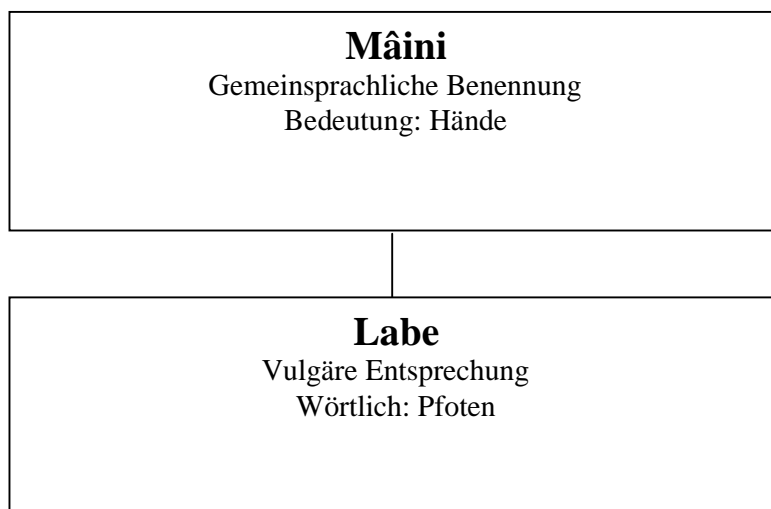 Mâini
Gemeinsprachliche Benennung
Bedeutung: Hände
Labe
Vulgäre Entsprechung
Wörtlich: Pfoten